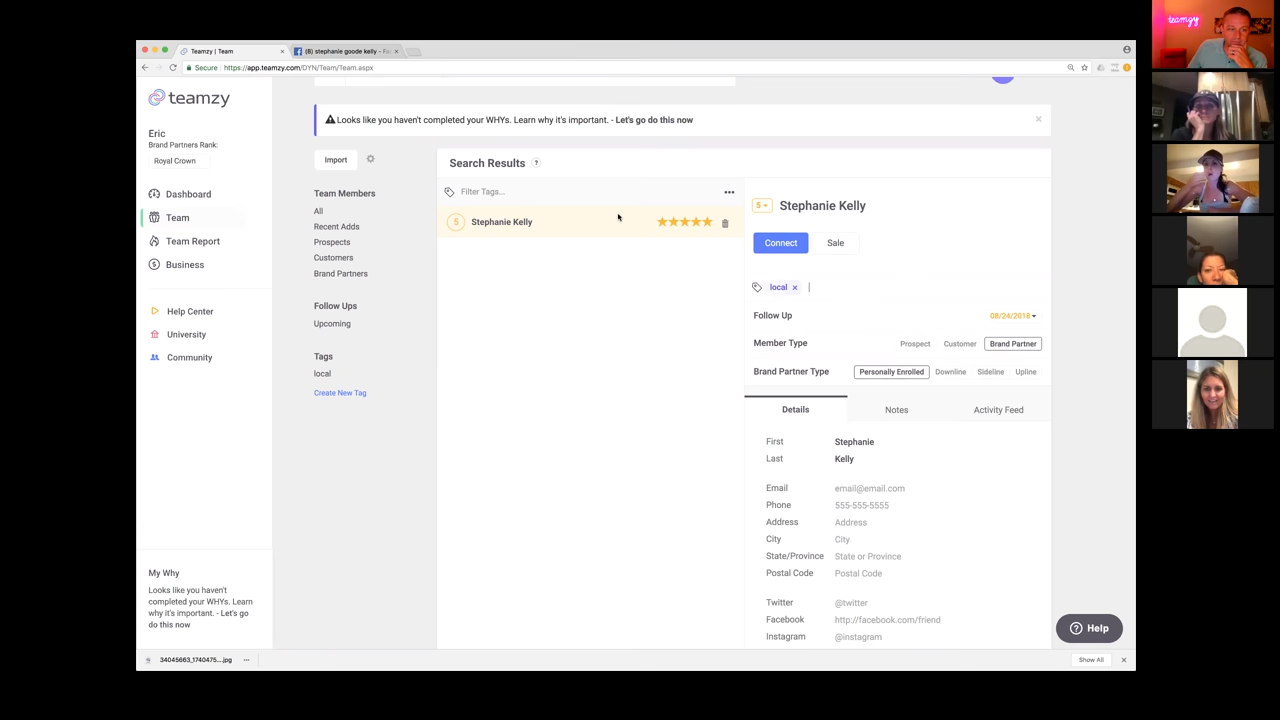 Teamzy | Team
(8) stephanie goode kelly - Fa
Secure
https://app.teamzy.com/DYN/Team/Team.aspx
teamzy
Eric
Brand Partners Rank:
Royal Crown
Dashboard
Team
Team Report
Business
Help Center
University
Community
My Why
Looks like you haven't
completed your WHYs. Learn
why it's important. - Let's go
do this now
Looks like you haven't completed your WHYs. Learn why it's important. - Let's go do this now
Import
Team Members
All
Recent Adds
Prospects
Customers
Brand Partners
Follow Ups
Upcoming
Tags
local
Create New Tag
Search Results ?
Filter Tags...
5 Stephanie Kelly
5 Stephanie Kelly
Connect Sale
local x
Follow Up 08/24/2018
Member Type Prospect Customer Brand Partner
Brand Partner Type Personally Enrolled Downline Sideline Upline
Details Notes Activity Feed
First Stephanie
Last Kelly
Email email@email.com
Phone 555-555-5555
Address Address
City City
State/Province State or Province
Postal Code Postal Code
Twitter @twitter
Facebook http://facebook.com/friend
Instagram @instagram
Help
34045663_1740475....jpg
Show All
teamzy